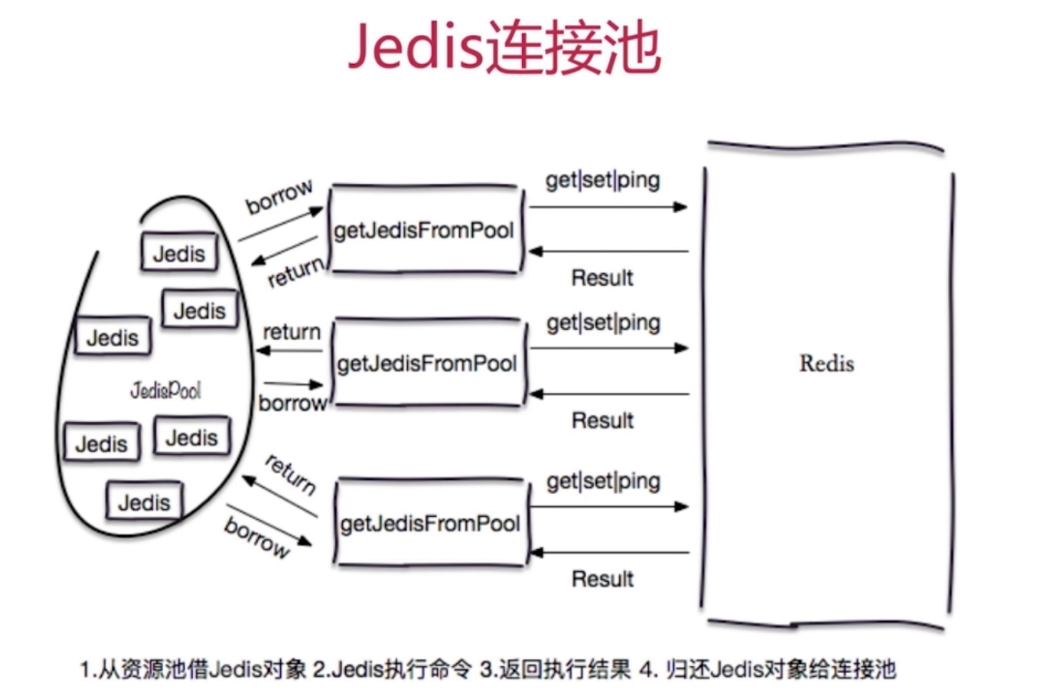 Jedis连接池
borrow
return
getJedisFromPool
get|set|ping
Result
Jedis
Jedis
Jedis
JedisPool
Jedis
Jedis
Jedis
return
borrow
getJedisFromPool
get|set|ping
Result
return
borrow
getJedisFromPool
get|set|ping
Result
Redis
1.从资源池借Jedis对象 2.Jedis执行命令 3.返回执行结果 4. 归还Jedis对象给连接池